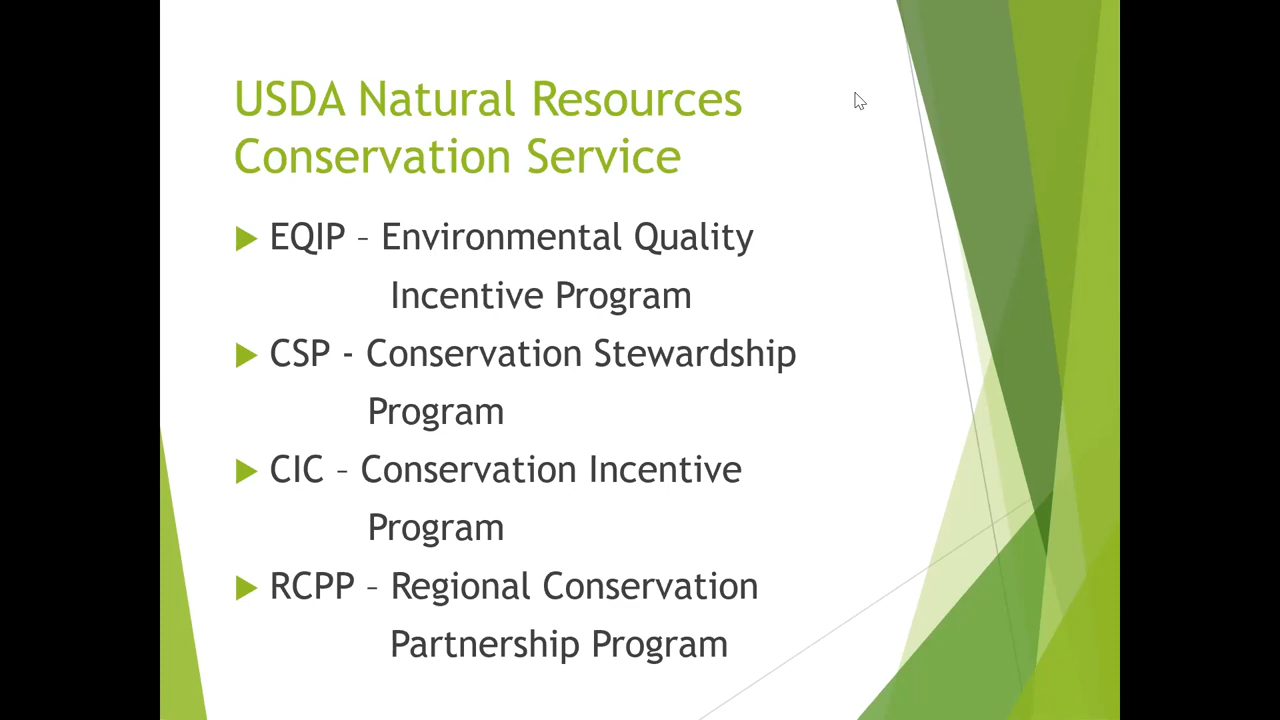 USDA Natural Resources
Conservation Service
EQIP – Environmental Quality
Incentive Program
CSP - Conservation Stewardship
Program
CIC – Conservation Incentive
Program
RCPP – Regional Conservation
Partnership Program